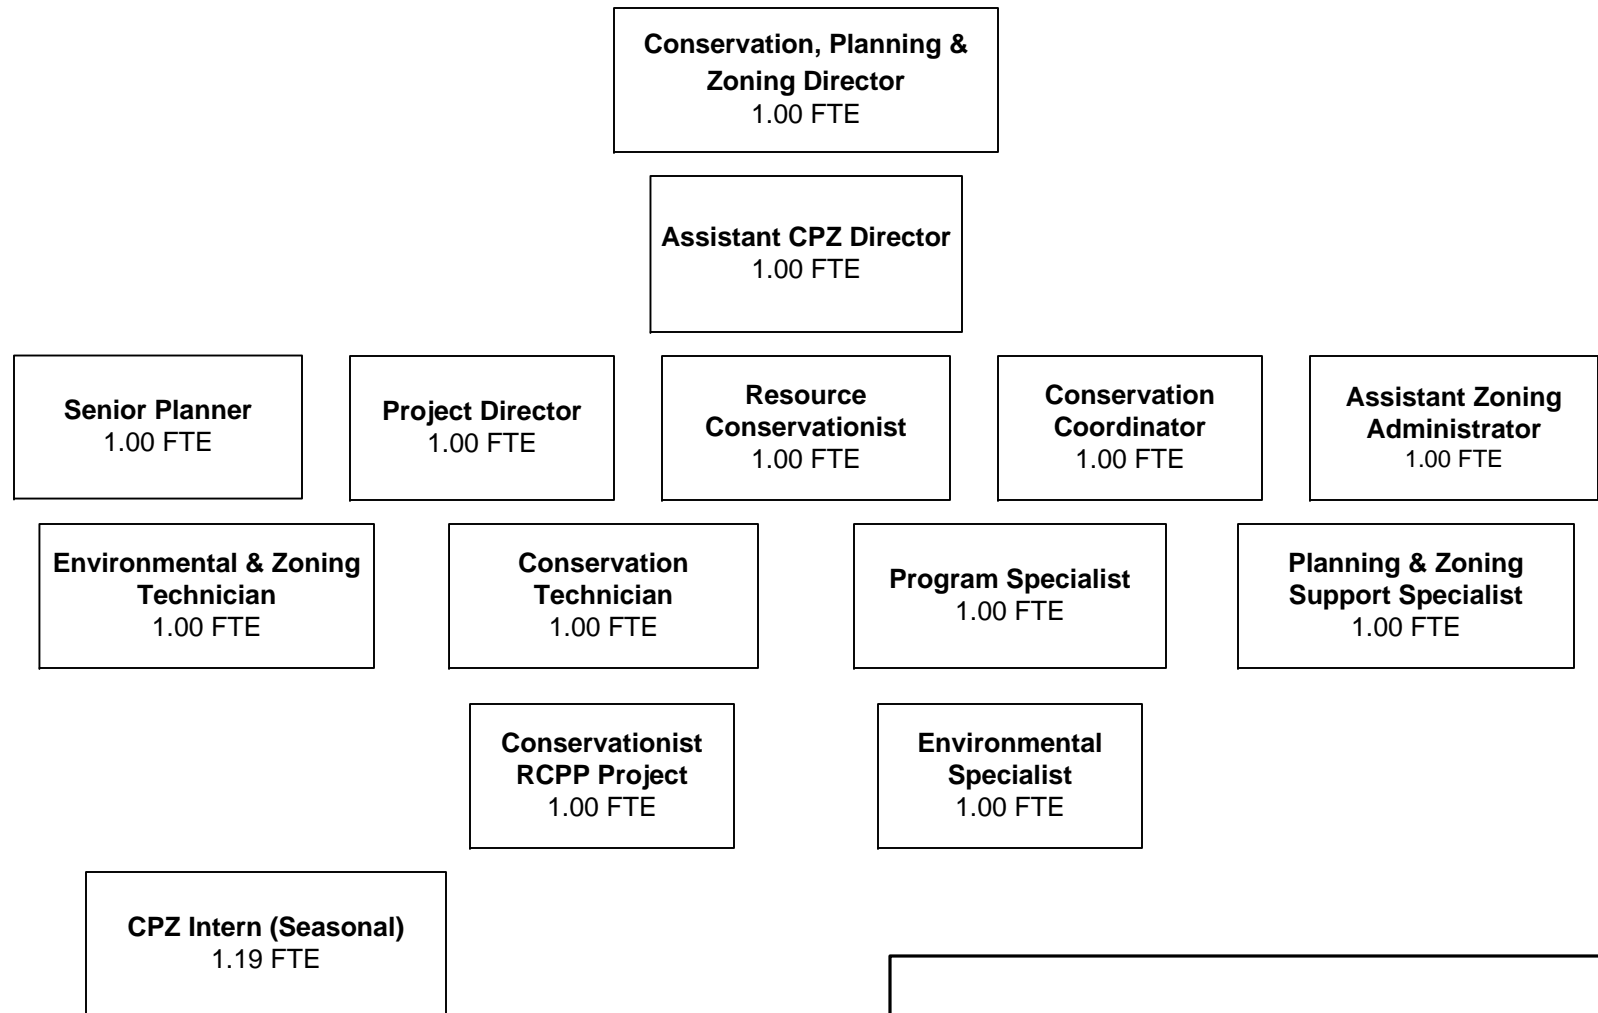 Conservation, Planning &
Zoning Director
1.00 FTE
Assistant CPZ Director
1.00 FTE
Senior Planner
1.00 FTE
Project Director
1.00 FTE
Resource
Conservationist
1.00 FTE
Conservation
Coordinator
1.00 FTE
Assistant Zoning
Administrator
1.00 FTE
Environmental & Zoning
Technician
1.00 FTE
Conservation
Technician
1.00 FTE
Program Specialist
1.00 FTE
Planning & Zoning
Support Specialist
1.00 FTE
Conservationist
RCPP Project
1.00 FTE
Environmental
Specialist
1.00 FTE
CPZ Intern (Seasonal)
1.19 FTE